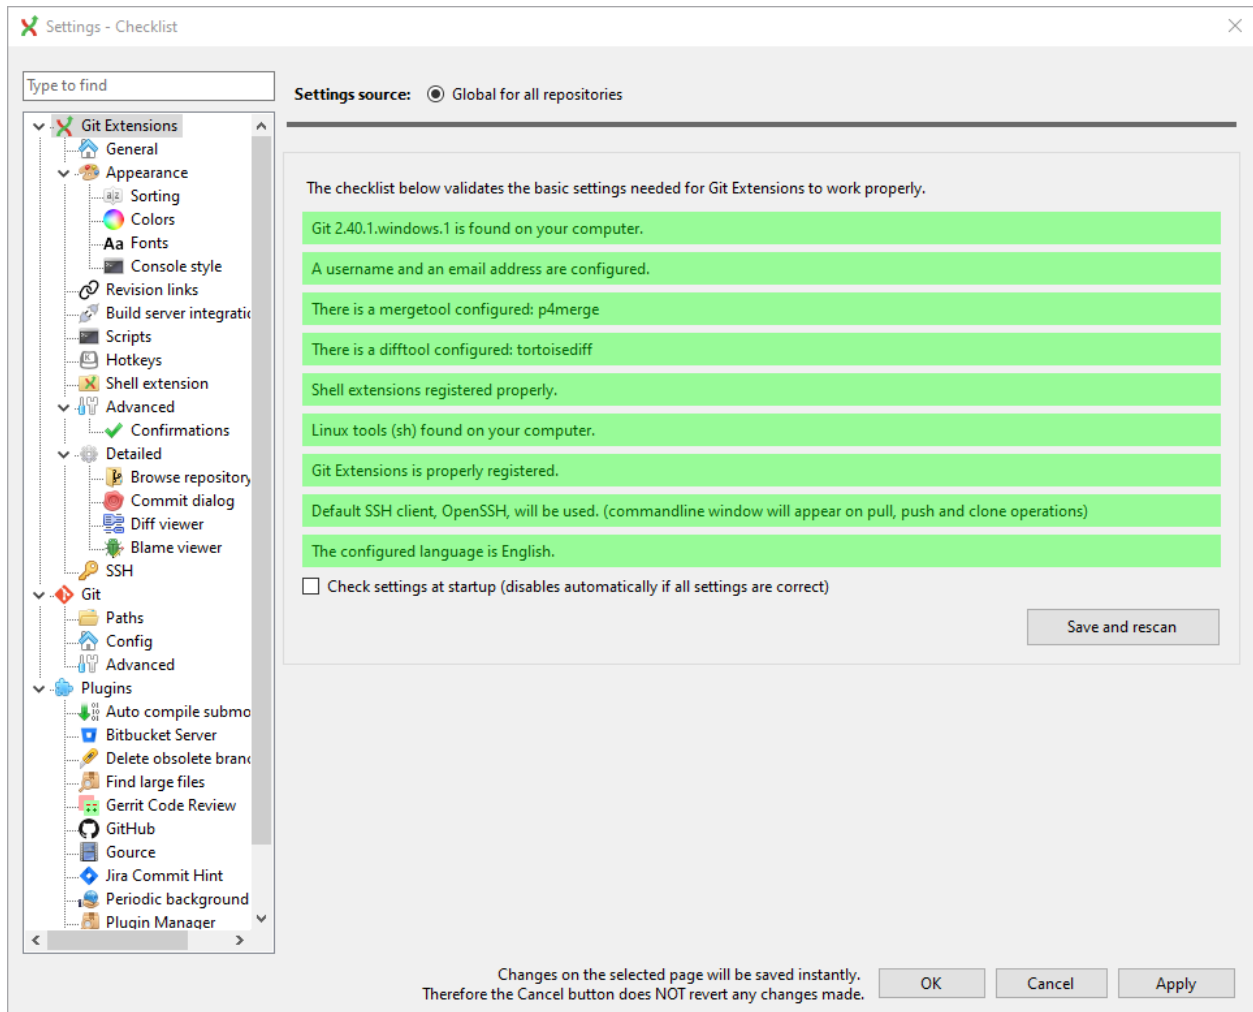 Settings - Checklist
Type to find
Git Extensions
General
Appearance
Sorting
Colors
Aa Fonts
Console style
Revision links
Build server integratio
Scripts
Hotkeys
Shell extension
Advanced
Confirmations
Detailed
Browse repository
Commit dialog
Diff viewer
Blame viewer
SSH
Git
Paths
Config
Advanced
Plugins
Auto compile submo
Bitbucket Server
Delete obsolete branc
Find large files
Gerrit Code Review
GitHub
Gource
Jira Commit Hint
Periodic background
Plugin Manager
Settings source: Global for all repositories
The checklist below validates the basic settings needed for Git Extensions to work properly.
Git 2.40.1.windows.1 is found on your computer.
A username and an email address are configured.
There is a mergetool configured: p4merge
There is a difftool configured: tortoisediff
Shell extensions registered properly.
Linux tools (sh) found on your computer.
Git Extensions is properly registered.
Default SSH client, OpenSSH, will be used. (commandline window will appear on pull, push and clone operations)
The configured language is English.
Check settings at startup (disables automatically if all settings are correct)
Save and rescan
Changes on the selected page will be saved instantly.
Therefore the Cancel button does NOT revert any changes made.
OK
Cancel
Apply